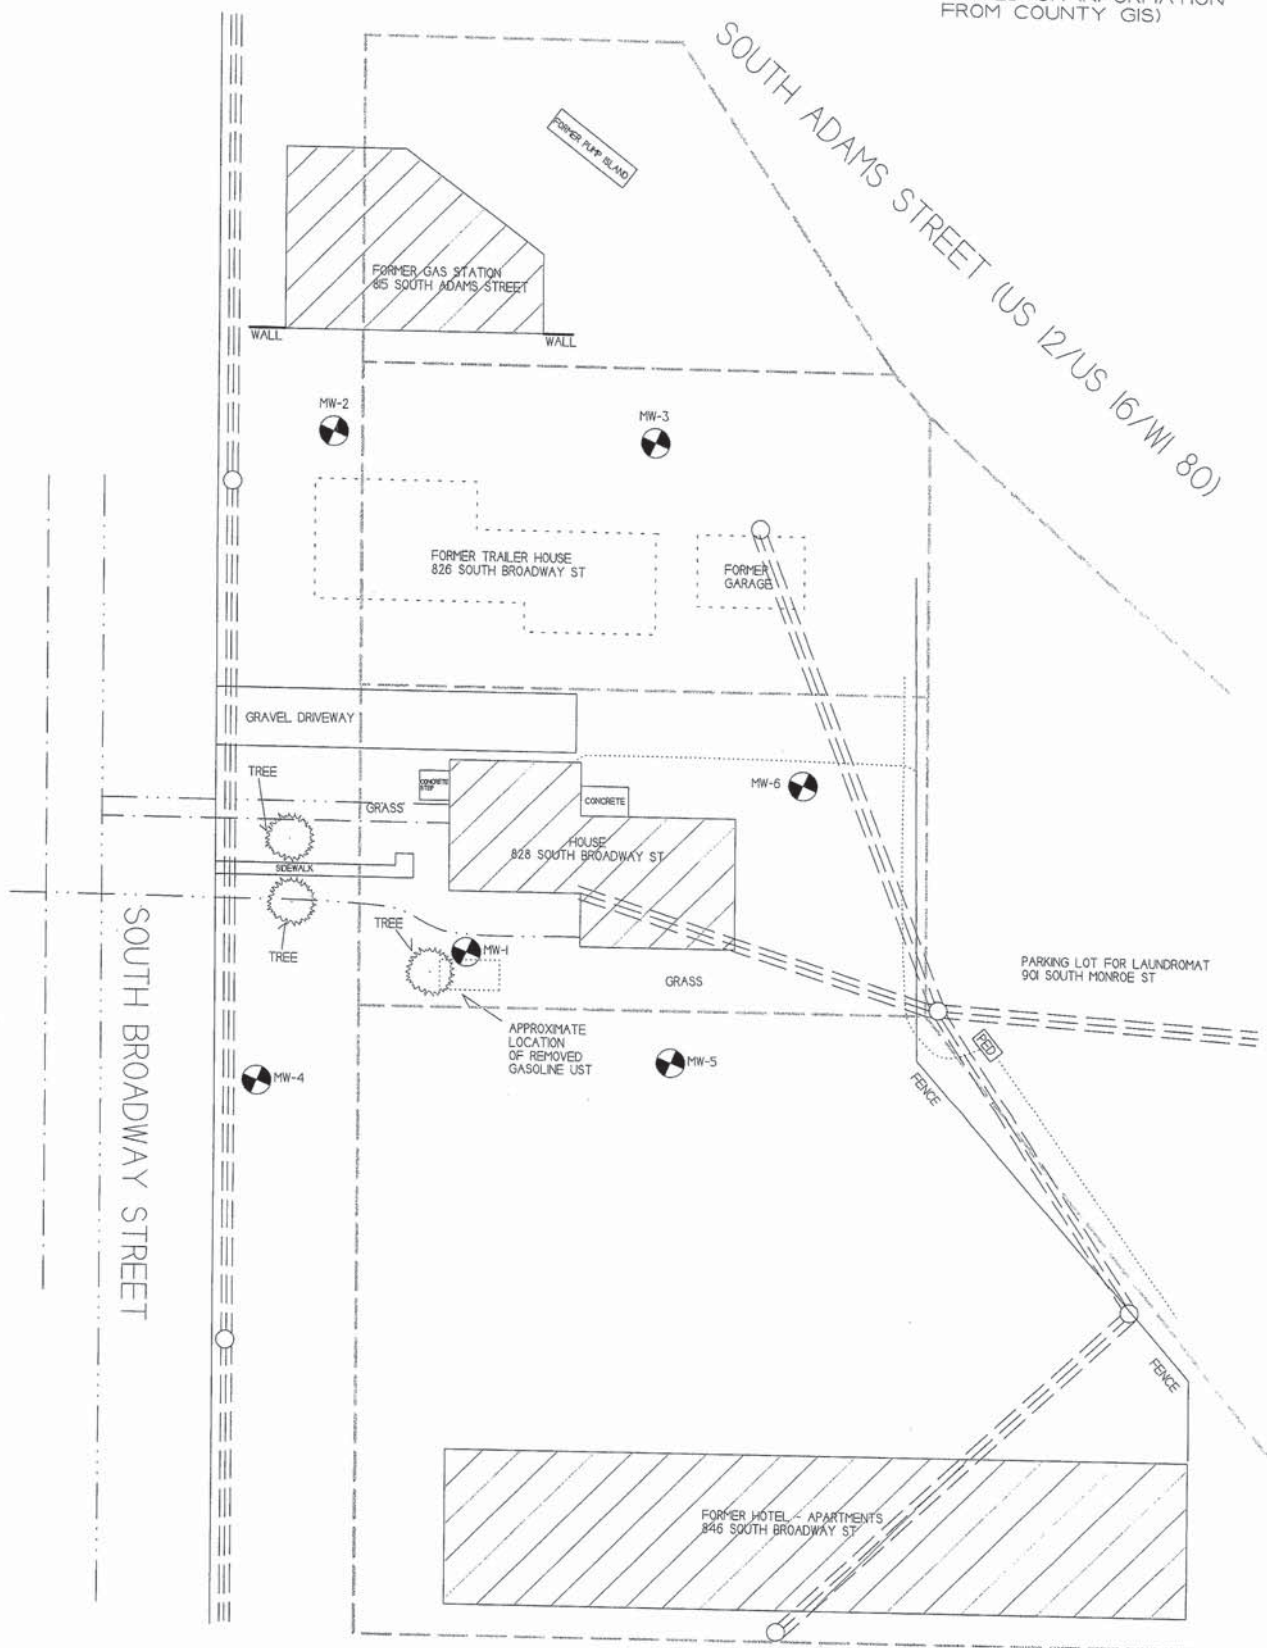 FROM COUNTY GIS)
SOUTH ADAMS STREET (US 12/US 16/WI 80)
FORMER PUMP ISLAND
FORMER GAS STATION
815 SOUTH ADAMS STREET
WALL
WALL
MW-2
MW-3
FORMER TRAILER HOUSE
826 SOUTH BROADWAY ST
FORMER
GARAGE
GRAVEL DRIVEWAY
TREE
CONCRETE
STEP
GRASS
CONCRETE
MW-6
HOUSE
828 SOUTH BROADWAY ST
SIDEWALK
TREE
TREE
MW-1
GRASS
PARKING LOT FOR LAUNDROMAT
901 SOUTH MONROE ST
APPROXIMATE
LOCATION
OF REMOVED
GASOLINE UST
MW-5
MW-4
PED
FENCE
SOUTH BROADWAY STREET
FENCE
FORMER HOTEL - APARTMENTS
846 SOUTH BROADWAY ST